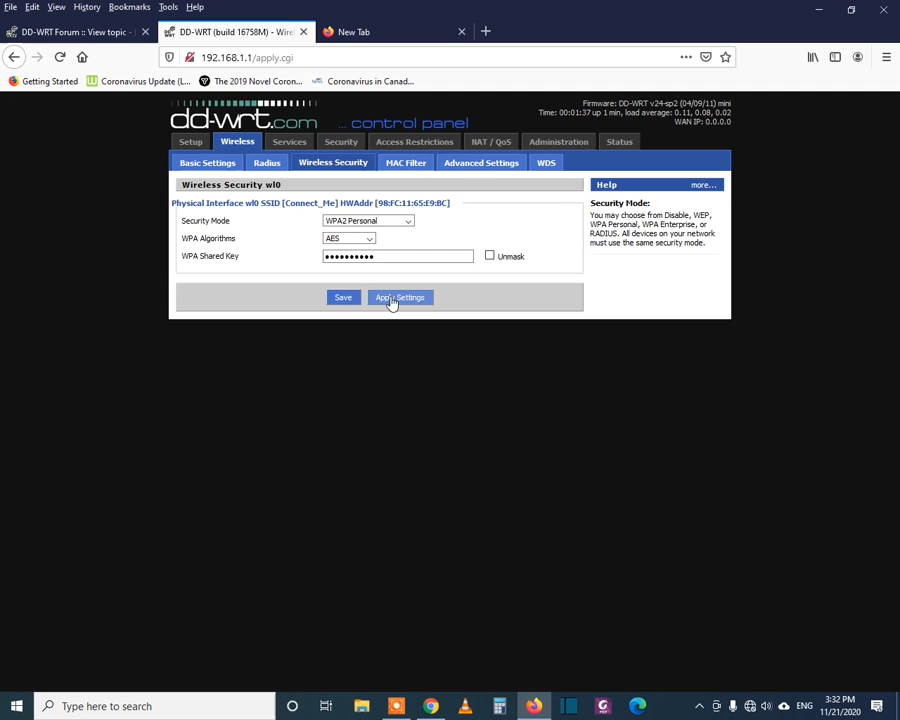 File Edit View History Bookmarks Tools Help
DD-WRT Forum :: View topic - DD-WRT (build 16758M) - Wire New Tab
192.168.1.1/apply.cgi
Getting Started Coronavirus Update (L... The 2019 Novel Coron... Coronavirus in Canad...
Firmware: DD-WRT v24-sp2 (04/09/11) mini
Time: 00:01:37 up 1 min, load average: 0.11, 0.08, 0.02
WAN IP: 0.0.0.0
dd-wrt.com ... control panel
Setup Wireless Services Security Access Restrictions NAT / QoS Administration Status
Basic Settings Radius Wireless Security MAC Filter Advanced Settings WDS
Wireless Security wl0
Physical Interface wl0 SSID [Connect_Me] HWAddr [98:FC:11:65:E9:BC]
Security Mode WPA2 Personal
WPA Algorithms AES
WPA Shared Key ●●●●●●●●●● Unmask
Save Apply Settings
Help more...
Security Mode:
You may choose from Disable, WEP,
WPA Personal, WPA Enterprise, or
RADIUS. All devices on your network
must use the same security mode.
Type here to search
ENG
3:32 PM
11/21/2020